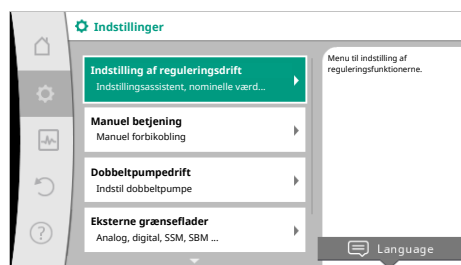 Indstillinger
Indstilling af reguleringsdrift
Indstillingsassistent, nominelle værd...
Manuel betjening
Manuel forbikobling
Dobbeltpumpedrift
Indstil dobbeltpumpe
Eksterne grænseflader
Analog, digital, SSM, SBM ...
Menu til indstilling af
reguleringsfunktionerne.
Language